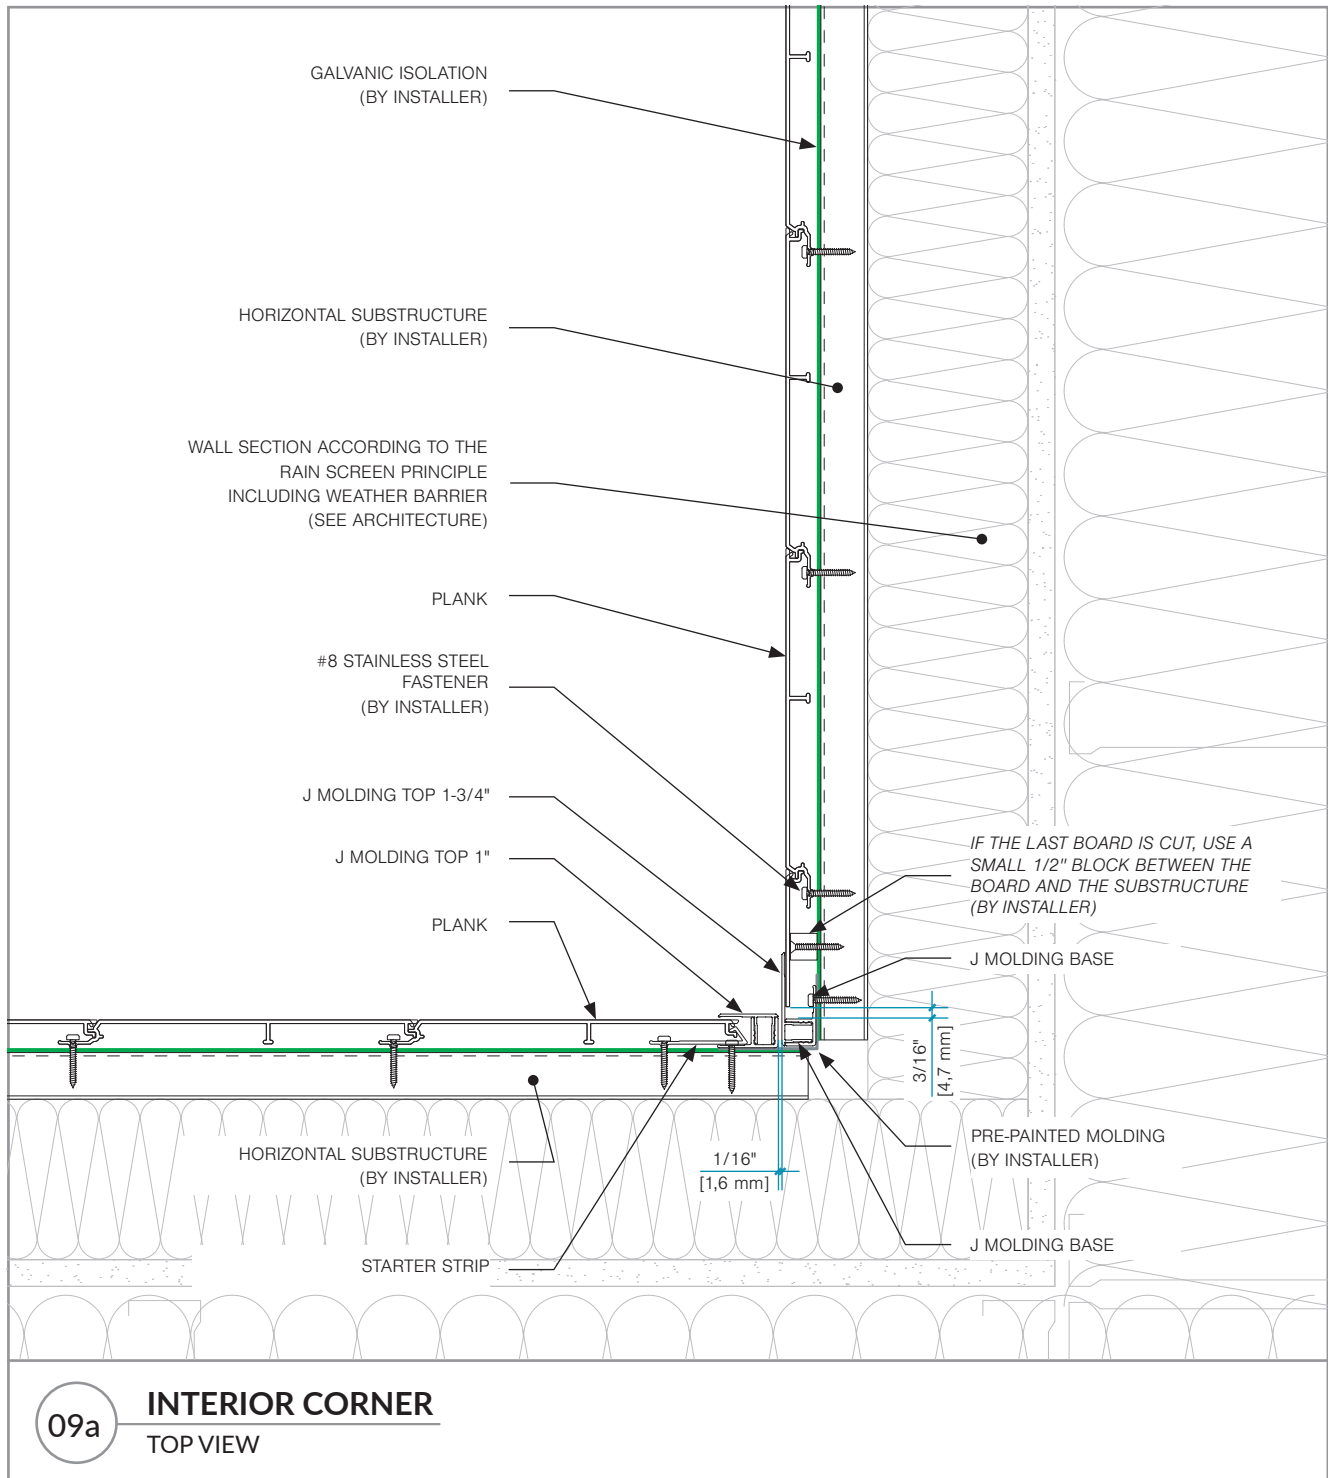 GALVANIC ISOLATION
(BY INSTALLER)
HORIZONTAL SUBSTRUCTURE
(BY INSTALLER)
WALL SECTION ACCORDING TO THE
RAIN SCREEN PRINCIPLE
INCLUDING WEATHER BARRIER
(SEE ARCHITECTURE)
PLANK
#8 STAINLESS STEEL
FASTENER
(BY INSTALLER)
J MOLDING TOP 1-3/4"
J MOLDING TOP 1"
PLANK
IF THE LAST BOARD IS CUT, USE A
SMALL 1/2" BLOCK BETWEEN THE
BOARD AND THE SUBSTRUCTURE
(BY INSTALLER)
J MOLDING BASE
3/16"
[4,7 mm]
PRE-PAINTED MOLDING
(BY INSTALLER)
HORIZONTAL SUBSTRUCTURE
(BY INSTALLER)
1/16"
[1,6 mm]
J MOLDING BASE
STARTER STRIP
09a
INTERIOR CORNER
TOP VIEW